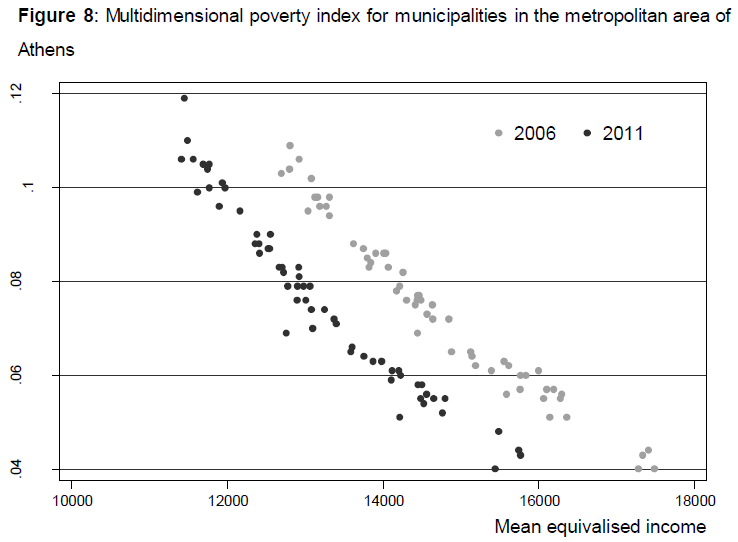 Figure 8: Multidimensional poverty index for municipalities in the metropolitan area of
Athens
.12
.1
.08
.06
.04
2006 2011
10000 12000 14000 16000 18000
Mean equivalised income